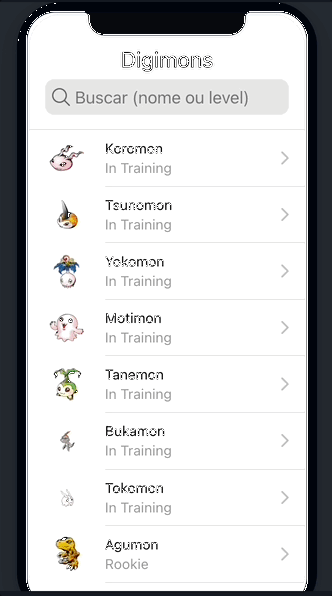 Digimons
Buscar (nome ou level)
Koromon
In Training
Tsunomon
In Training
Yokomon
In Training
Motimon
In Training
Tanemon
In Training
Bukamon
In Training
Tokomon
In Training
Agumon
Rookie